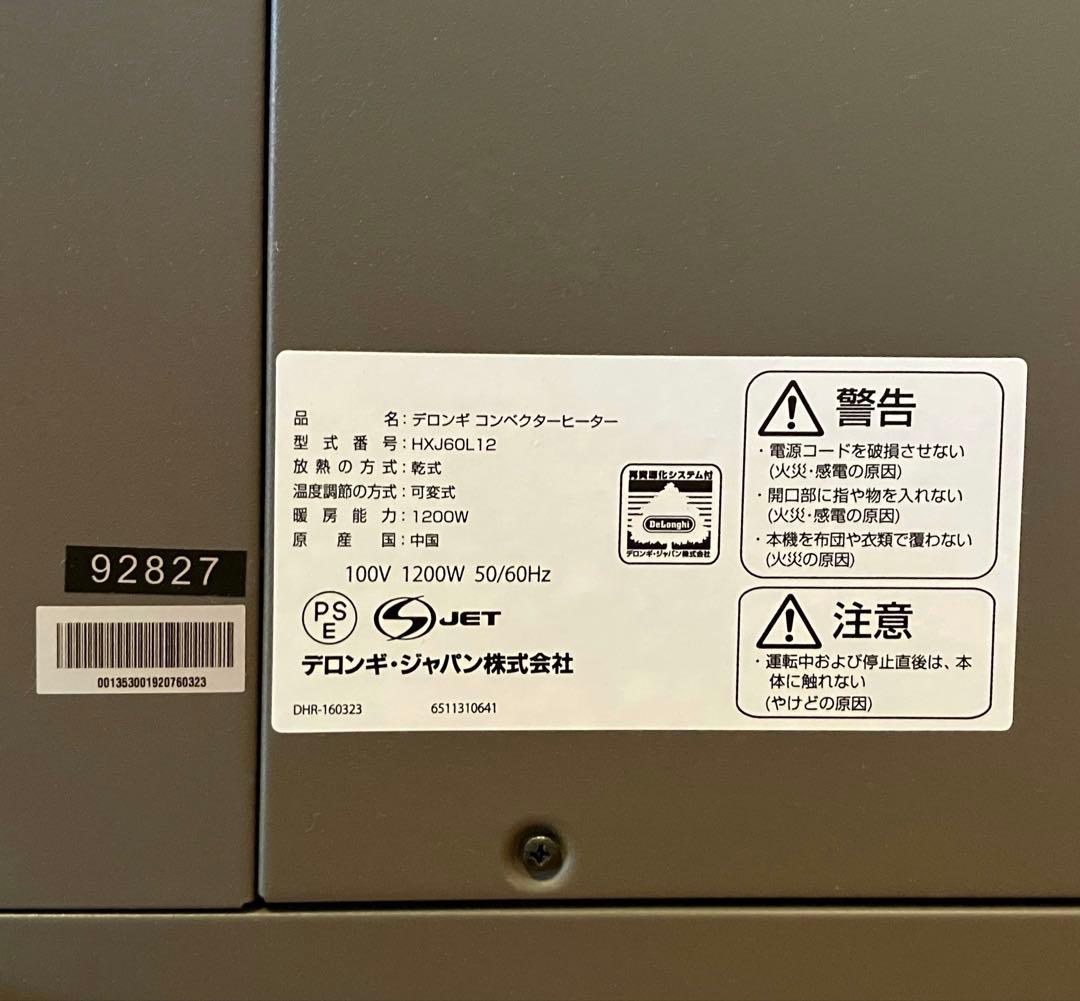 品名：デロンギ コンベクターヒーター
型式番号：HXJ60L12
放熱の方式：乾式
温度調節の方式：可変式
暖房能力：1200W
原産国：中国
100V 1200W 50/60Hz
PSE
S JET
デロンギ・ジャパン株式会社
DHR-160323 6511310641
再資源化システム付
DeLonghi
デロンギ・ジャパン株式会社
警告
・電源コードを破損させない
(火災・感電の原因)
・開口部に指や物を入れない
(火災・感電の原因)
・本機を布団や衣類で覆わない
(火災の原因)
注意
・運転中および停止直後は、本
体に触れない
(やけどの原因)
92827
001353001920760323